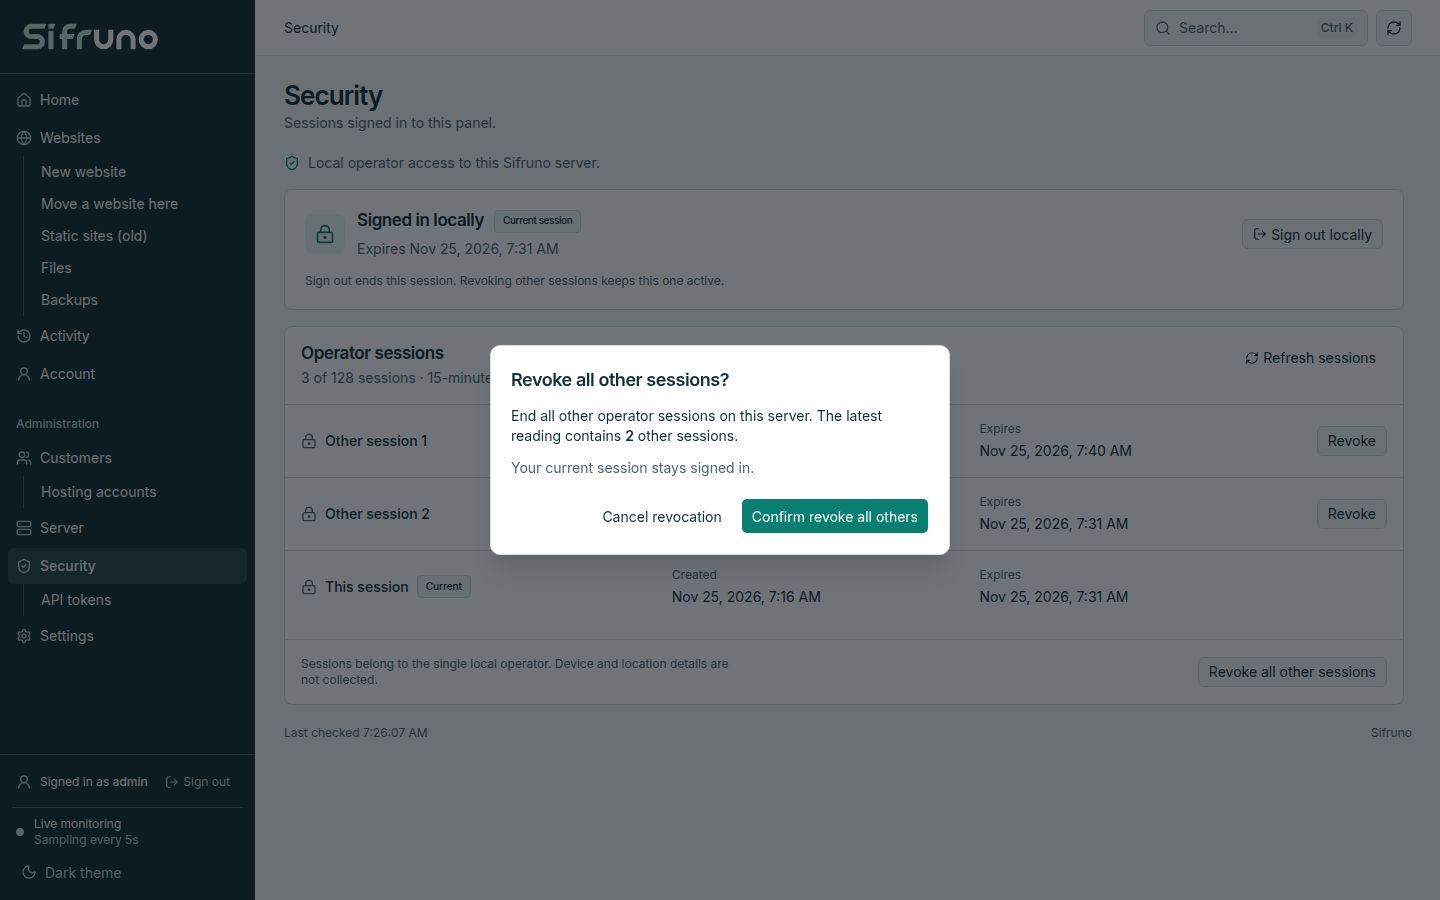 Sifruno
Home
Websites
New website
Move a website here
Static sites (old)
Files
Backups
Activity
Account
Administration
Customers
Hosting accounts
Server
Security
API tokens
Settings
Signed in as admin
Sign out
Live monitoring
Sampling every 5s
Dark theme
Security
Search...
Ctrl K
Security
Sessions signed in to this panel.
Local operator access to this Sifruno server.
Signed in locally
Current session
Expires Nov 25, 2026, 7:31 AM
Sign out locally
Sign out ends this session. Revoking other sessions keeps this one active.
Operator sessions
3 of 128 sessions · 15-minute
Refresh sessions
Other session 1
Expires
Nov 25, 2026, 7:40 AM
Revoke
Other session 2
Expires
Nov 25, 2026, 7:31 AM
Revoke
This session
Current
Created
Nov 25, 2026, 7:16 AM
Expires
Nov 25, 2026, 7:31 AM
Sessions belong to the single local operator. Device and location details are
not collected.
Revoke all other sessions
Last checked 7:26:07 AM
Sifruno
Revoke all other sessions?
End all other operator sessions on this server. The latest
reading contains 2 other sessions.
Your current session stays signed in.
Cancel revocation
Confirm revoke all others